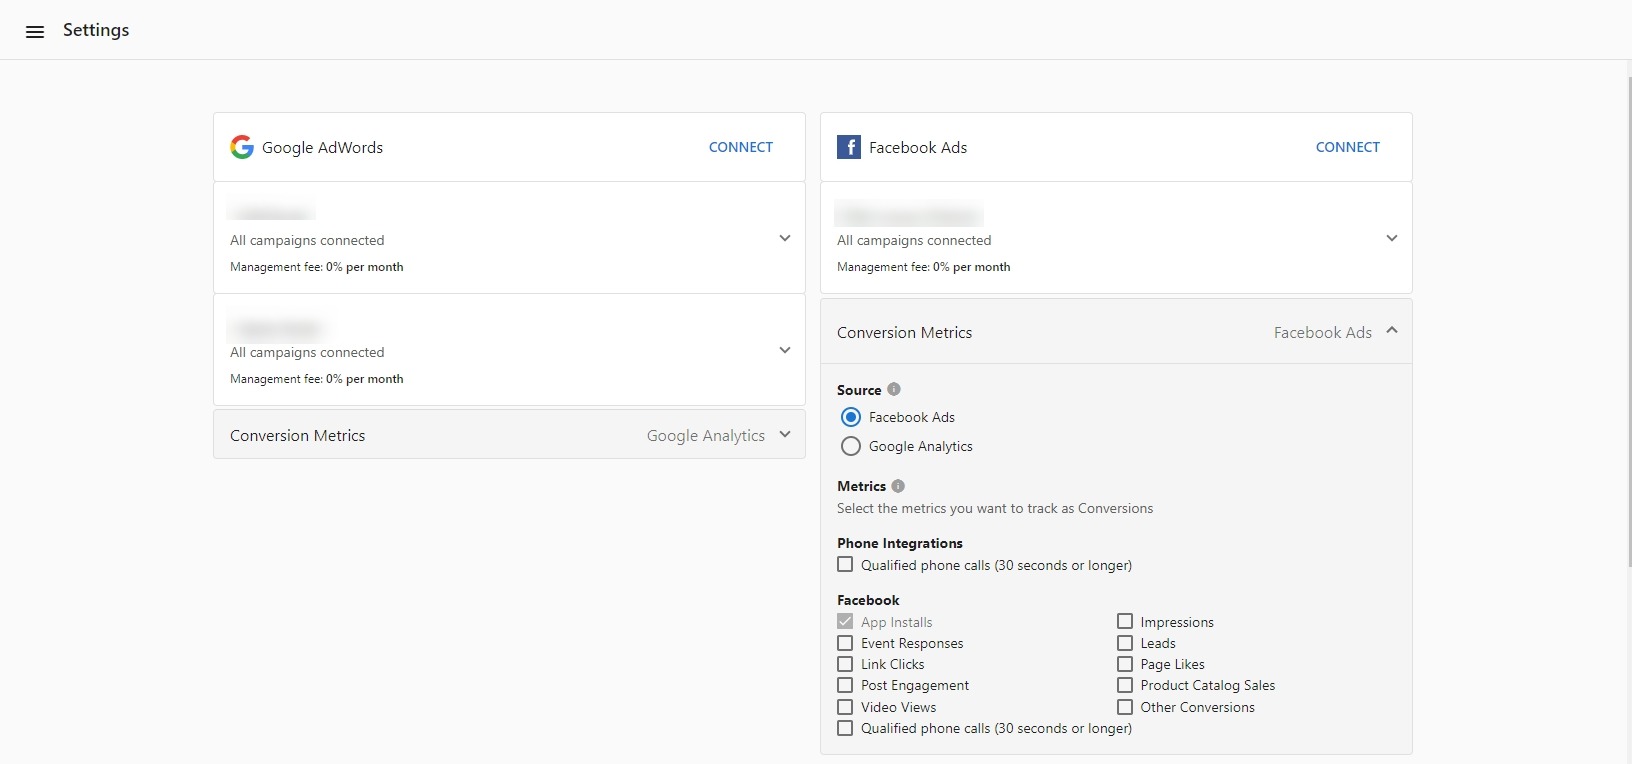 Settings
Google AdWords CONNECT
All campaigns connected
Management fee: 0% per month
All campaigns connected
Management fee: 0% per month
Conversion Metrics Google Analytics
Facebook Ads CONNECT
All campaigns connected
Management fee: 0% per month
Conversion Metrics Facebook Ads
Source
Facebook Ads
Google Analytics
Metrics
Select the metrics you want to track as Conversions
Phone Integrations
Qualified phone calls (30 seconds or longer)
Facebook
App Installs Impressions
Event Responses Leads
Link Clicks Page Likes
Post Engagement Product Catalog Sales
Video Views Other Conversions
Qualified phone calls (30 seconds or longer)